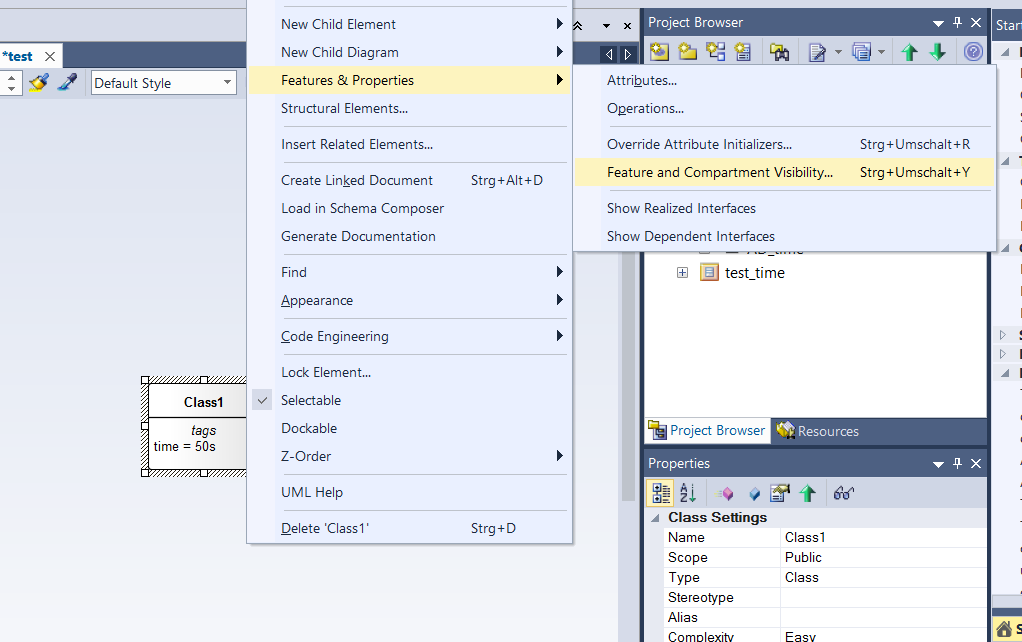 New Child Element
New Child Diagram
Features & Properties
Structural Elements...
Insert Related Elements...
Create Linked Document Strg+Alt+D
Load in Schema Composer
Generate Documentation
Find
Appearance
Code Engineering
Lock Element...
Selectable
Dockable
Z-Order
UML Help
Delete 'Class1' Strg+D
Attributes...
Operations...
Override Attribute Initializers... Strg+Umschalt+R
Feature and Compartment Visibility... Strg+Umschalt+Y
Show Realized Interfaces
Show Dependent Interfaces
*test
Default Style
Class1
tags
time = 50s
Project Browser
AD_time
test_time
Project Browser
Resources
Properties
Class Settings
Name Class1
Scope Public
Type Class
Stereotype
Alias
Complexity Easy
Start